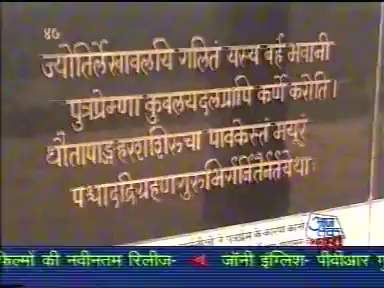 ४७
ज्योतिर्लेखावलयि गलितं यस्य बर्ह भवानी
पुत्रप्रेम्णा कुवलयदलप्रापि कर्णे करोति।
धौतापाङ्गं हरशशिरुचा पावकेस्तं मयूरं
पश्चादद्रिग्रहणगुरुभिर्गर्जितैर्नर्तयेथाः
आज तक
फिल्मों की नवीनतम रिलीज- ◄ जॉनी इंग्लिश- पीवीआर